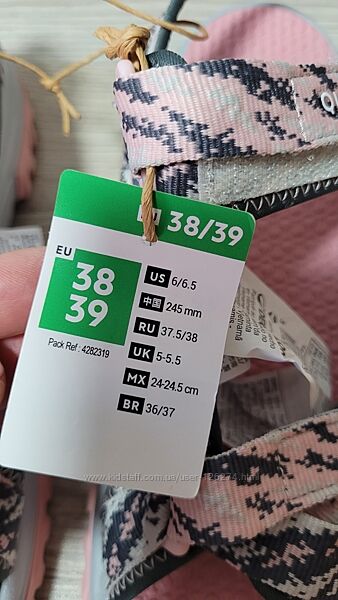 38/39
EU
38
39
Pack Ref : 4282319
US 6/6.5
中国 245 mm
RU 37.5/38
UK 5-5.5
MX 24-24.5 cm
BR 36/37